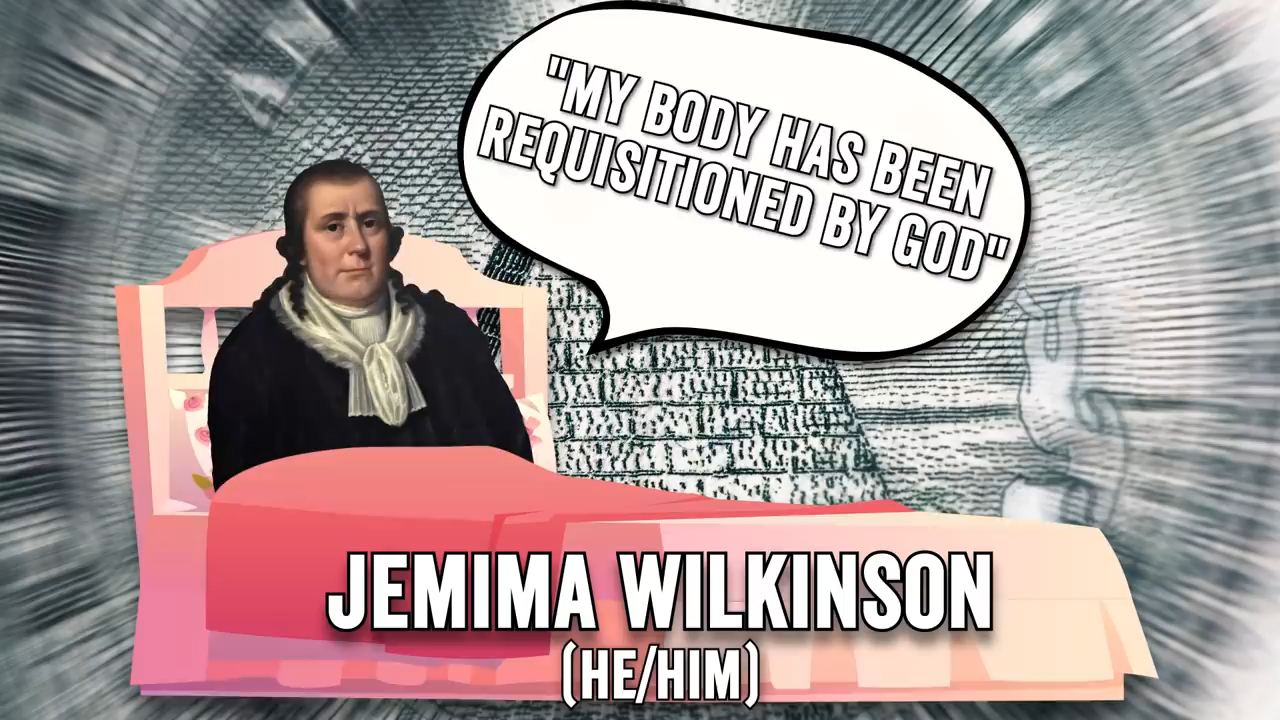 "MY BODY HAS BEEN
REQUISITIONED BY GOD"
JEMIMA WILKINSON
(HE/HIM)